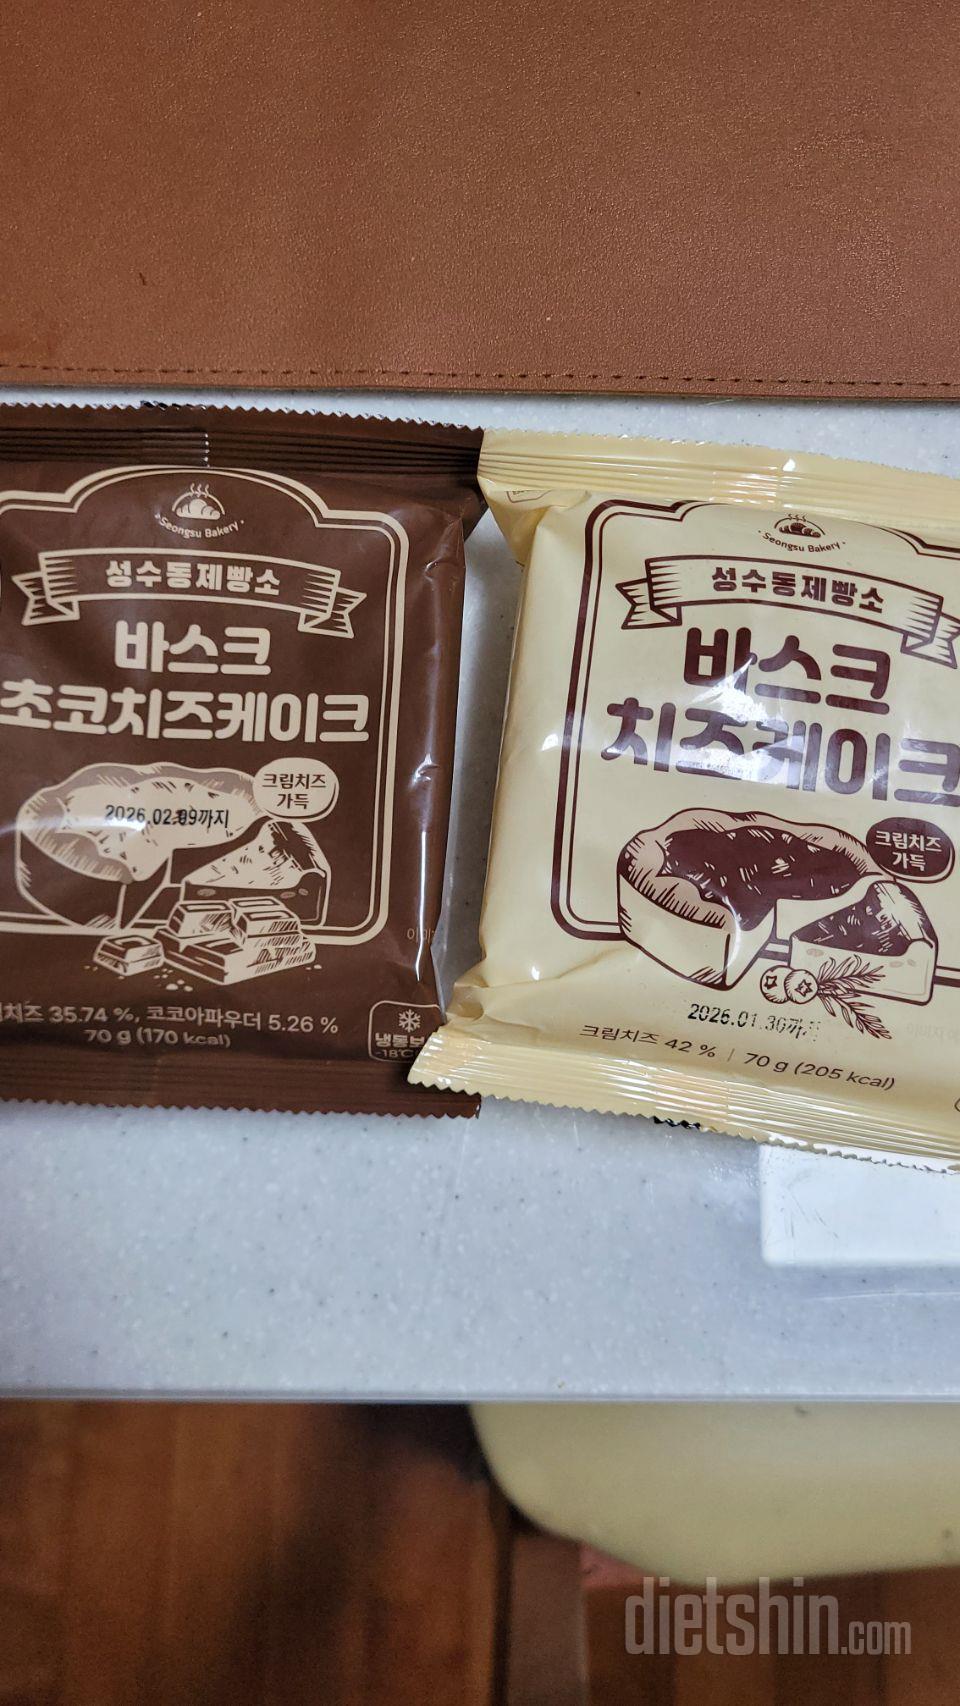 Seongsu Bakery
성수동제빵소
바스크
초코치즈케이크
크림치즈
가득
2026.02.09까지
치즈 35.74 %, 코코아파우더 5.26 %
70 g (170 kcal)
냉동보
-18℃
Seongsu Bakery
성수동제빵소
바스크
치즈케이크
크림치즈
가득
2026.01.30까지
크림치즈 42 % | 70 g (205 kcal)
dietshin.com